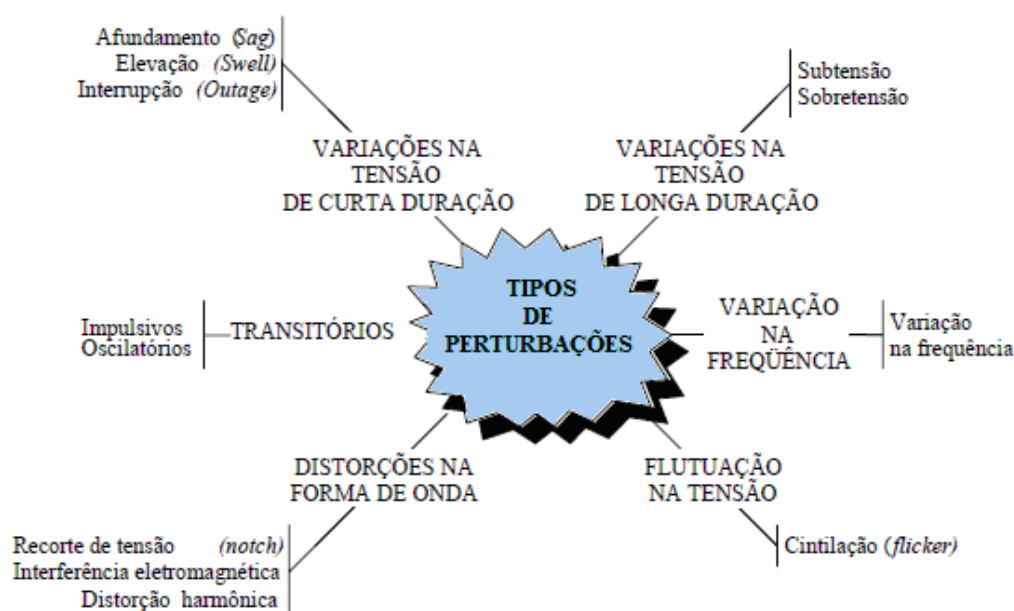 Afundamento (Sag)
Elevação (Swell)
Interrupção (Outage)
VARIAÇÕES NA
TENSÃO
DE CURTA DURAÇÃO
Subtensão
Sobretensão
VARIAÇÕES NA
TENSÃO
DE LONGA DURAÇÃO
TIPOS
DE
PERTURBAÇÕES
Impulsivos
Oscilatórios
TRANSITÓRIOS
VARIAÇÃO
NA
FREQÜÊNCIA
Variação
na frequência
DISTORÇÕES NA
FORMA DE ONDA
Recorte de tensão (notch)
Interferência eletromagnética
Distorção harmônica
FLUTUAÇÃO
NA TENSÃO
Cintilação (flicker)